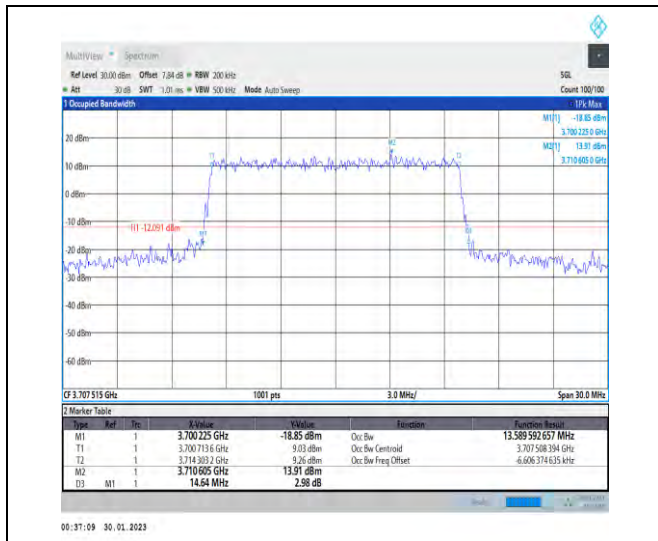 MultiView Spectrum
Ref Level 30.00 dBm Offset 7.84 dB RBW 200 kHz SGL
Att 30 dB SWT 1.01 ms VBW 500 kHz Mode Auto Sweep Count 100/100
1 Occupied Bandwidth 1Pk Max
M1[1] -18.85 dBm
3.700 225 0 GHz
M2[1] 13.91 dBm
3.710 605 0 GHz
20 dBm
M2
T1 T2
10 dBm
0 dBm
-10 dBm
H1 -12.091 dBm
M1
-20 dBm
-30 dBm
-40 dBm
-50 dBm
-60 dBm
CF 3.707 515 GHz 1001 pts 3.0 MHz/ Span 30.0 MHz
2 Marker Table
Type Ref Trc X-Value Y-Value Function Function Result
M1 1 3.700 225 GHz -18.85 dBm Occ Bw 13.589 592 657 MHz
T1 1 3.700 713 6 GHz 9.03 dBm Occ Bw Centroid 3.707 508 394 GHz
T2 1 3.714 303 2 GHz 9.26 dBm Occ Bw Freq Offset -6.606 374 635 kHz
M2 1 3.710 605 GHz 13.91 dBm
D3 M1 1 14.64 MHz 2.98 dB
00:37:09 30.01.2023